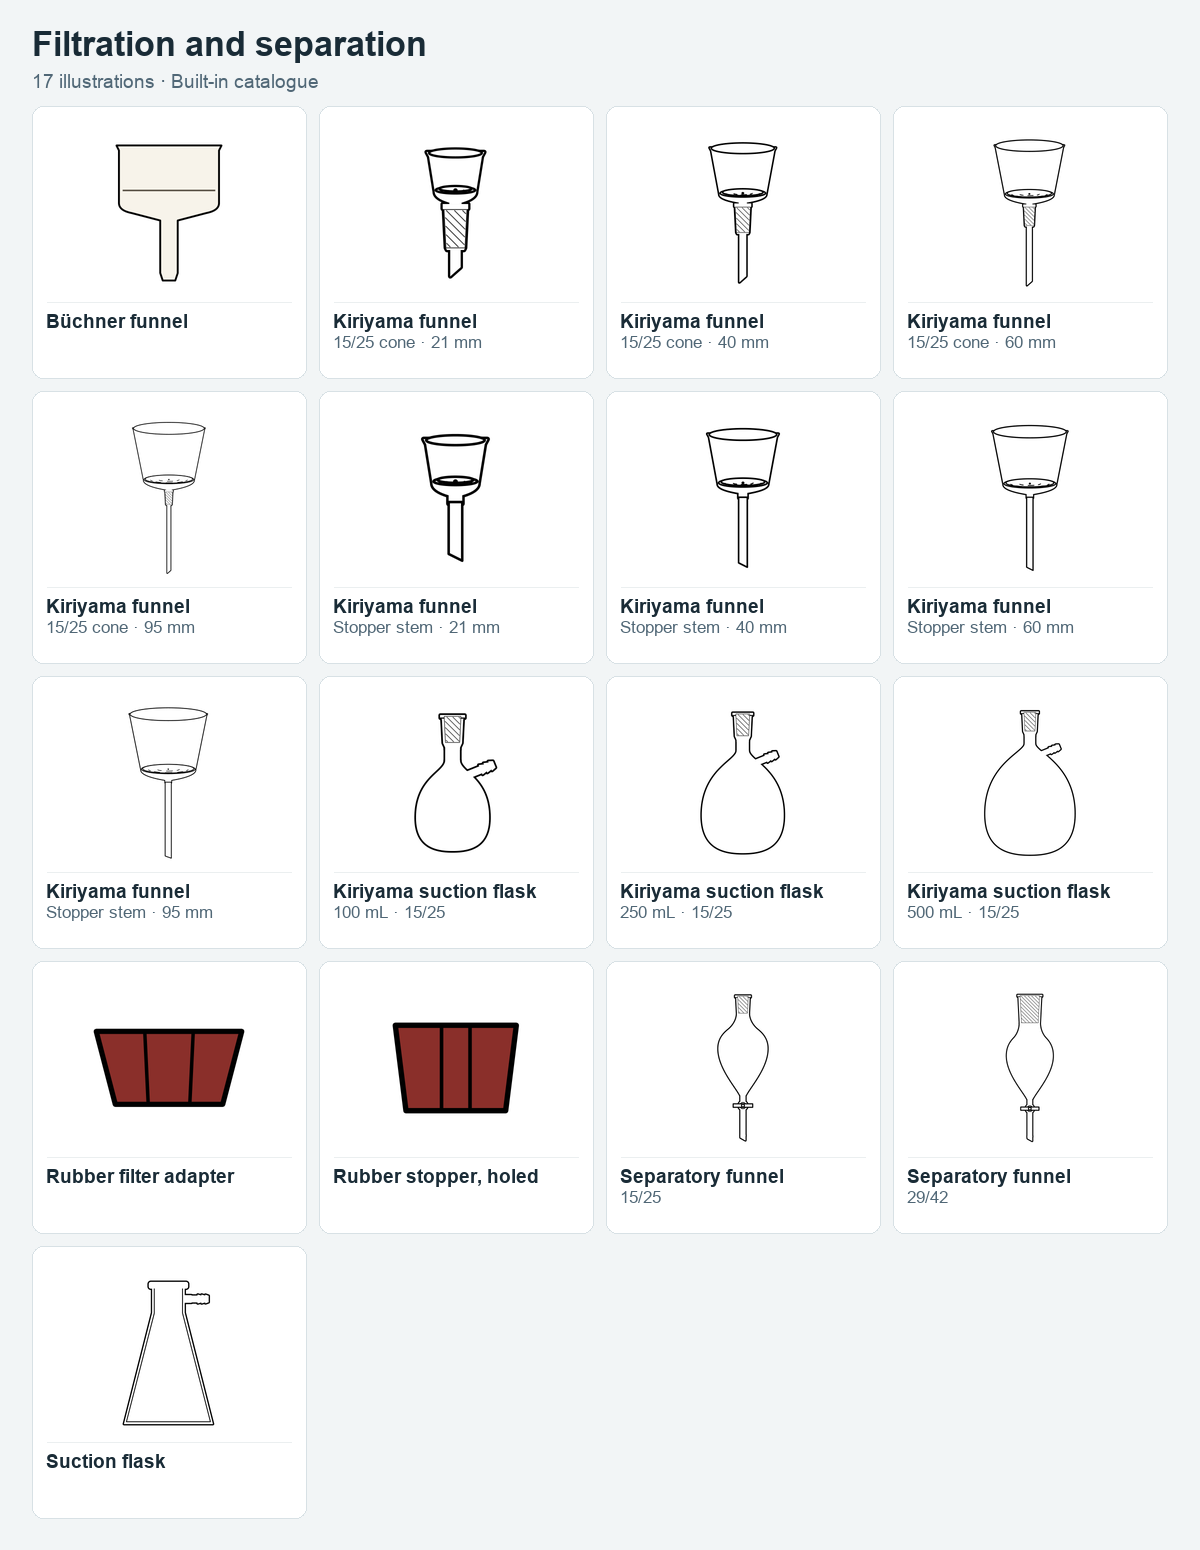 Filtration and separation
17 illustrations · Built-in catalogue
Büchner funnel
Kiriyama funnel
15/25 cone · 21 mm
Kiriyama funnel
15/25 cone · 40 mm
Kiriyama funnel
15/25 cone · 60 mm
Kiriyama funnel
15/25 cone · 95 mm
Kiriyama funnel
Stopper stem · 21 mm
Kiriyama funnel
Stopper stem · 40 mm
Kiriyama funnel
Stopper stem · 60 mm
Kiriyama funnel
Stopper stem · 95 mm
Kiriyama suction flask
100 mL · 15/25
Kiriyama suction flask
250 mL · 15/25
Kiriyama suction flask
500 mL · 15/25
Rubber filter adapter
Rubber stopper, holed
Separatory funnel
15/25
Separatory funnel
29/42
Suction flask